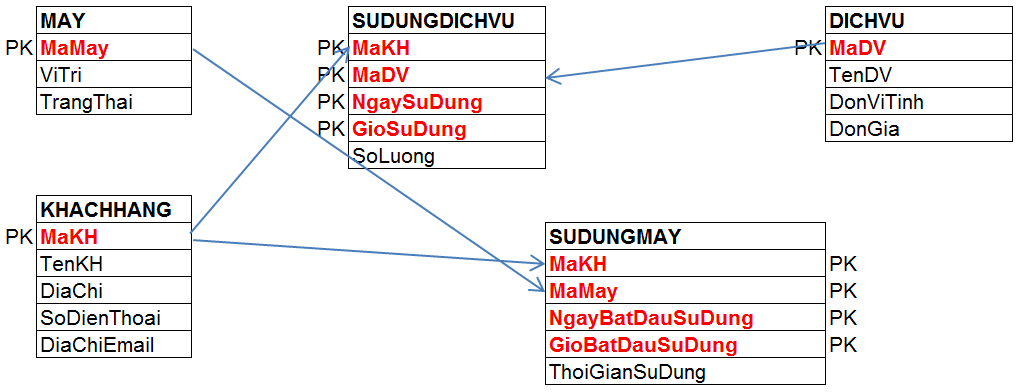 MAY
PK MaMay
ViTri
TrangThai
SUDUNGDICHVU
PK MaKH
PK MaDV
PK NgaySuDung
PK GioSuDung
SoLuong
DICHVU
PK MaDV
TenDV
DonViTinh
DonGia
KHACHHANG
PK MaKH
TenKH
DiaChi
SoDienThoai
DiaChiEmail
SUDUNGMAY
MaKH PK
MaMay PK
NgayBatDauSuDung PK
GioBatDauSuDung PK
ThoiGianSuDung